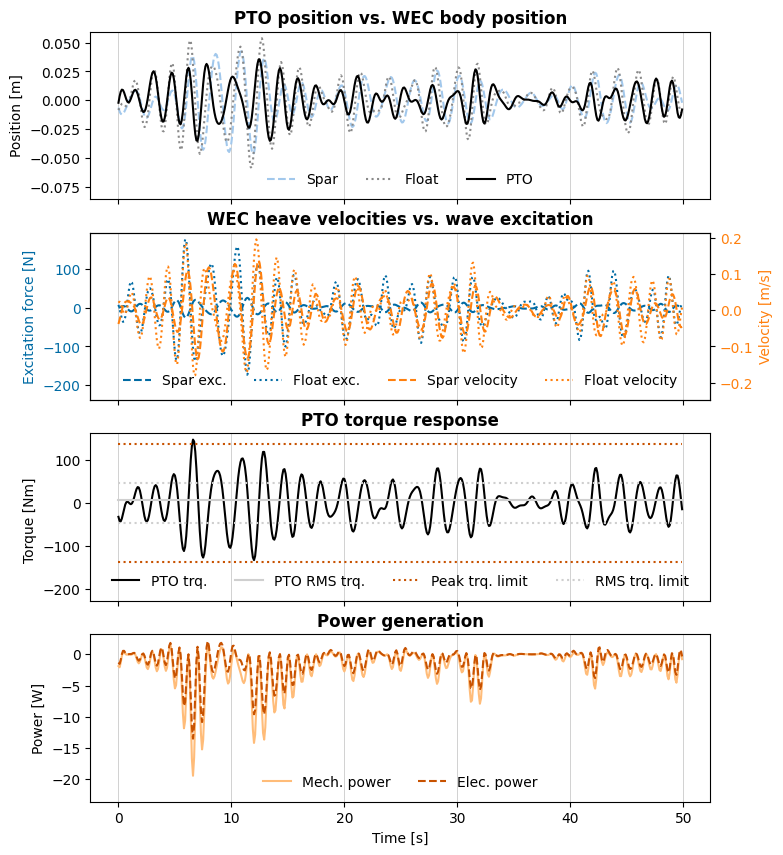 PTO position vs. WEC body position
Position [m]
0.050
0.025
0.000
−0.025
−0.050
−0.075
Spar Float PTO
WEC heave velocities vs. wave excitation
Excitation force [N]
100
0
−100
−200
0.2
0.1
0.0
−0.1
−0.2
Velocity [m/s]
Spar exc. Float exc. Spar velocity Float velocity
PTO torque response
Torque [Nm]
100
0
−100
−200
PTO trq. PTO RMS trq. Peak trq. limit RMS trq. limit
Power generation
Power [W]
0
−5
−10
−15
−20
Mech. power Elec. power
0 10 20 30 40 50
Time [s]